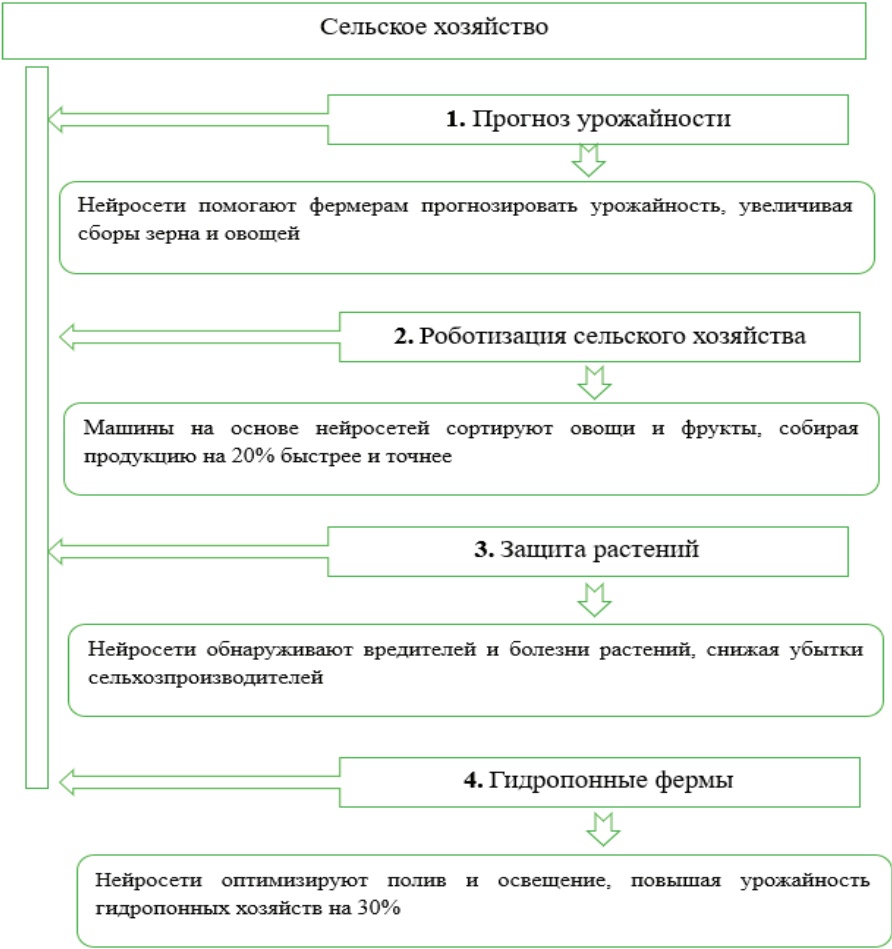 Сельское хозяйство
1. Прогноз урожайности
Нейросети помогают фермерам прогнозировать урожайность, увеличивая
сборы зерна и овощей
2. Роботизация сельского хозяйства
Машины на основе нейросетей сортируют овощи и фрукты, собирая
продукцию на 20% быстрее и точнее
3. Защита растений
Нейросети обнаруживают вредителей и болезни растений, снижая убытки
сельхозпроизводителей
4. Гидропонные фермы
Нейросети оптимизируют полив и освещение, повышая урожайность
гидропонных хозяйств на 30%